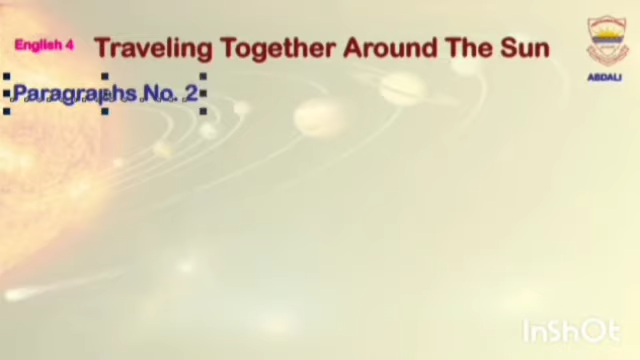 English 4
Traveling Together Around The Sun
ABDALI
Paragraphs No. 2
InShOt